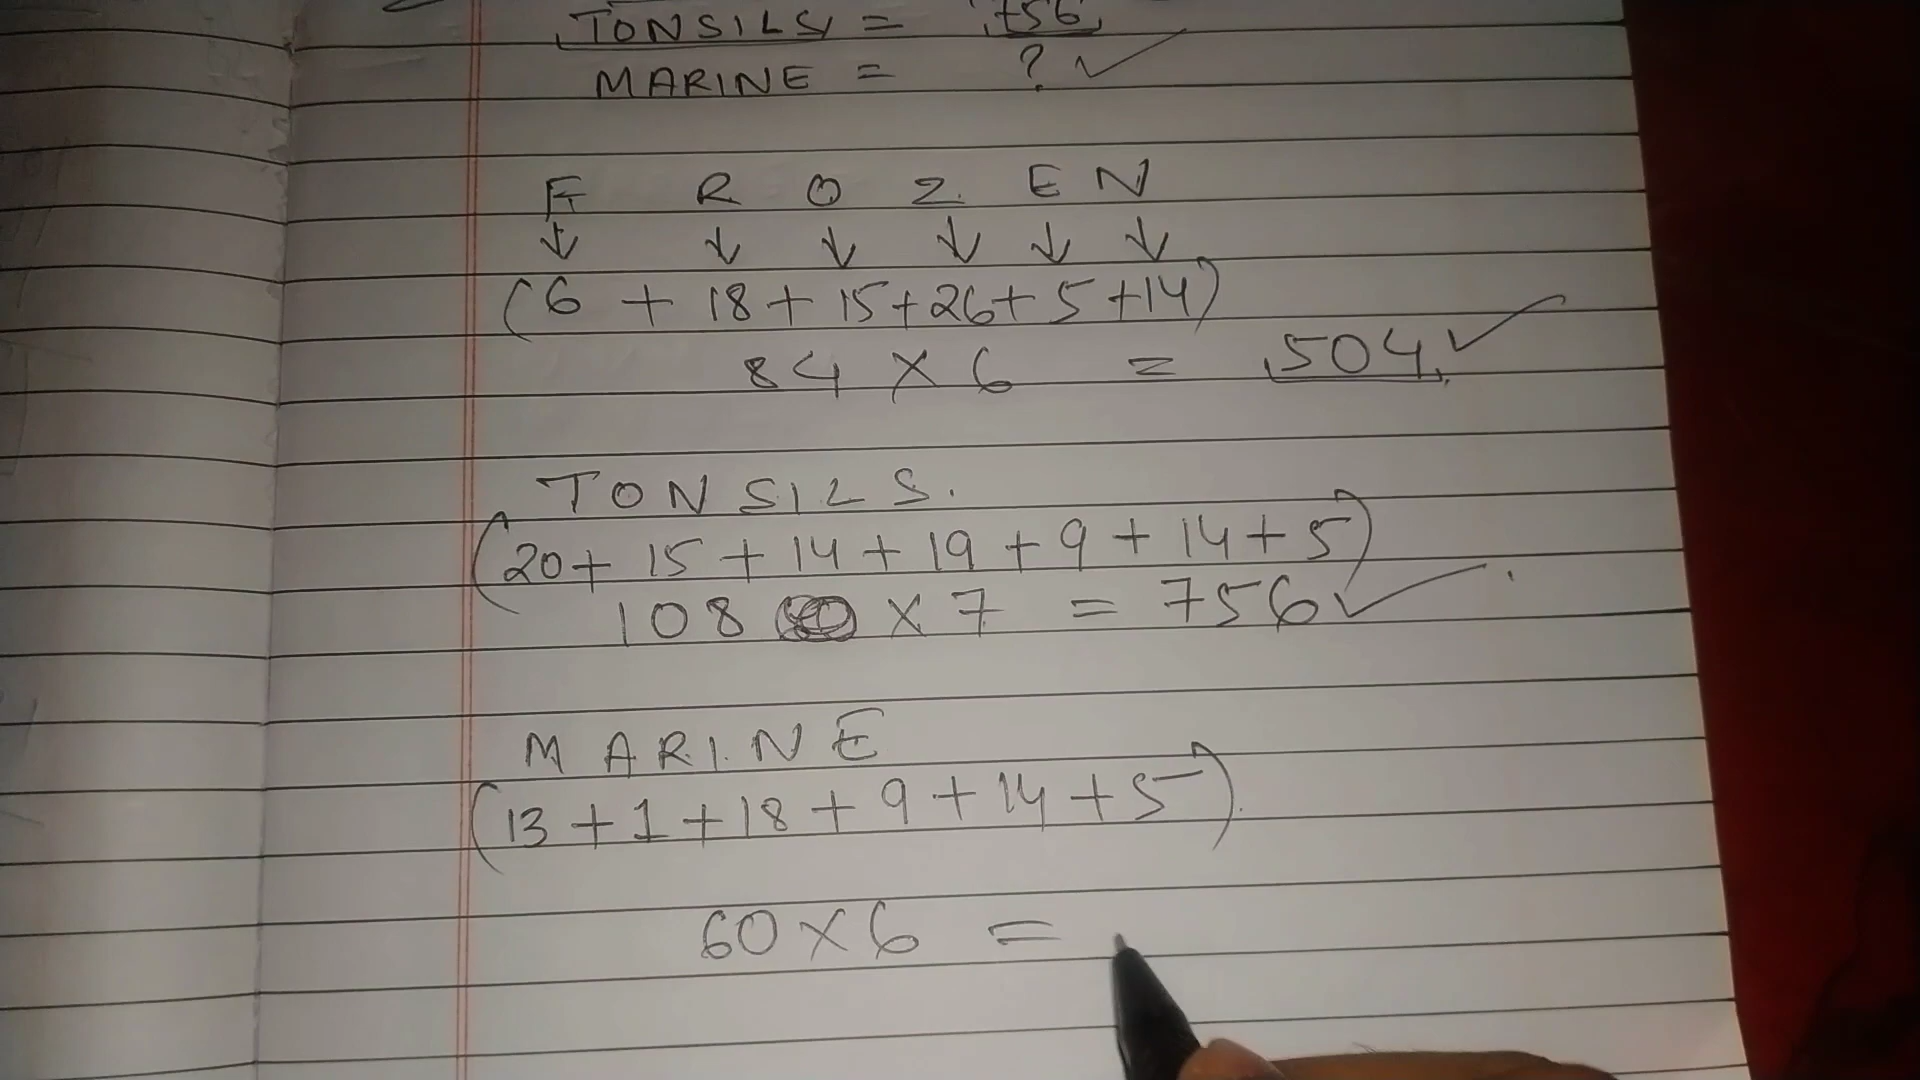 TONSILS = 756
MARINE = ?
F R O Z E N
(6 + 18 + 15 + 26 + 5 + 14)
84 × 6 = 504
TONSILS.
(20 + 15 + 14 + 19 + 9 + 14 + 5)
108 × 7 = 756
MARINE
(13 + 1 + 18 + 9 + 14 + 5)
60 × 6 =